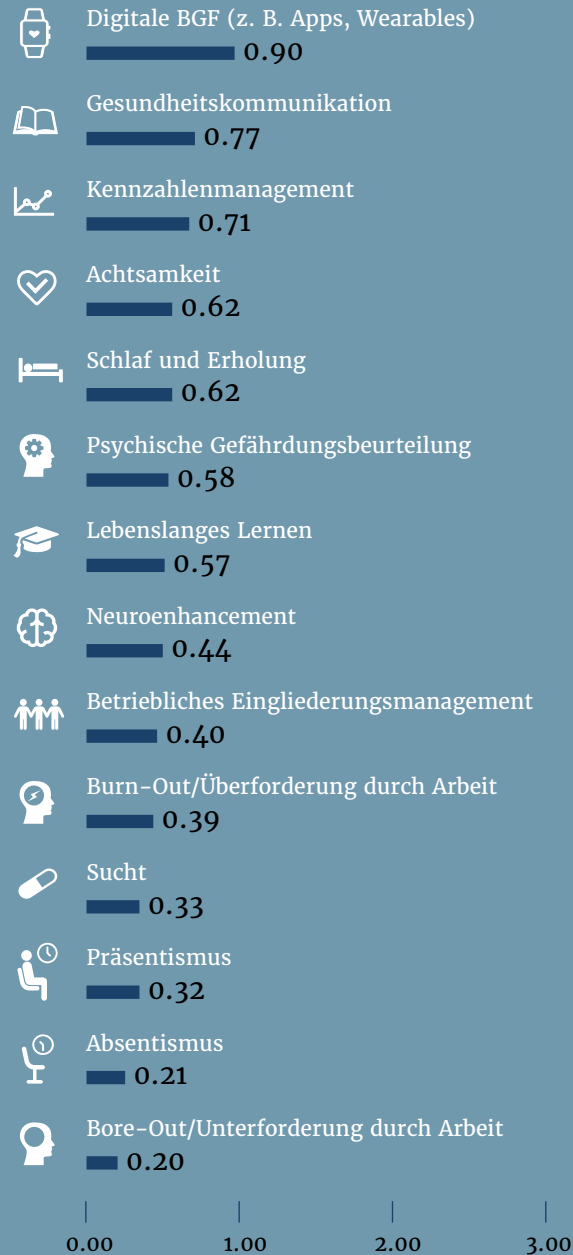 Digitale BGF (z. B. Apps, Wearables)
0.90
Gesundheitskommunikation
0.77
Kennzahlenmanagement
0.71
Achtsamkeit
0.62
Schlaf und Erholung
0.62
Psychische Gefährdungsbeurteilung
0.58
Lebenslanges Lernen
0.57
Neuroenhancement
0.44
Betriebliches Eingliederungsmanagement
0.40
Burn-Out/Überforderung durch Arbeit
0.39
Sucht
0.33
Präsentismus
0.32
Absentismus
0.21
Bore-Out/Unterforderung durch Arbeit
0.20
0.00 1.00 2.00 3.00